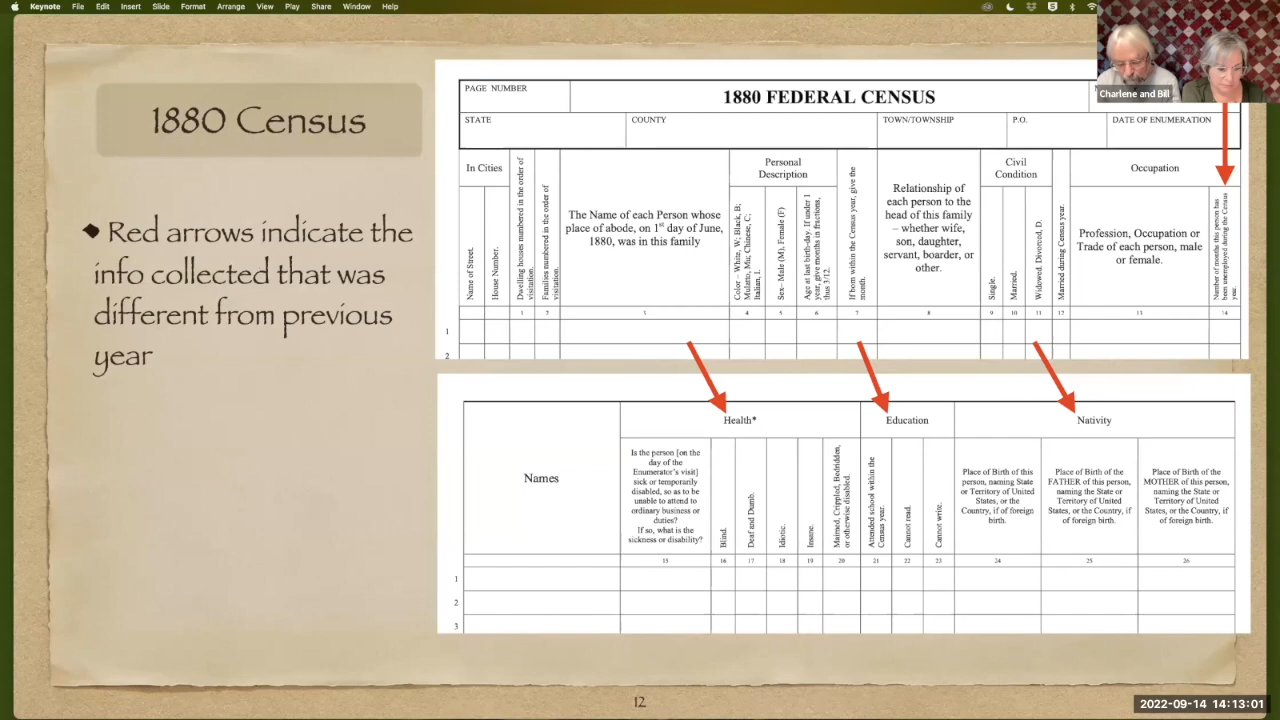 Keynote File Edit Insert Slide Format Arrange View Play Share Window Help
Charlene and Bill
1880 Census
Red arrows indicate the
info collected that was
different from previous
year
PAGE NUMBER
1880 FEDERAL CENSUS
STATE
COUNTY
TOWN/TOWNSHIP
P.O.
DATE OF ENUMERATION
In Cities
Name of Street.
House Number.
Dwelling houses numbered in the order of
visitation.
Families numbered in the order of
visitation.
The Name of each Person whose
place of abode, on 1st day of June,
1880, was in this family
Personal
Description
Color – White, W; Black, B;
Mulatto, Mu; Chinese, C;
Italian, I.
Sex– Male (M), Female (F)
Age at last birth-day. If under 1
year, give months in fractions,
thus 3/12.
If born within the Census year, give the
month.
Relationship of
each person to the
head of this family
– whether wife,
son, daughter,
servant, boarder, or
other.
Civil
Condition
Single.
Married.
Widowed. Divorced, D.
Married during Census year.
Occupation
Profession, Occupation or
Trade of each person, male
or female.
Number of months this person has
been unemployed during the Census
year.
1 2 3 4 5 6 7 8 9 10 11 12 13 14
1
2
Names
Health*
Is the person [on the
day of the
Enumerator's visit]
sick or temporarily
disabled, so as to be
unable to attend to
ordinary business or
duties?
If so, what is the
sickness or disability?
Blind.
Deaf and Dumb.
Idiotic.
Insane.
Maimed, Crippled, Bedridden,
or otherwise disabled.
Education
Attended school within the
Census year.
Cannot read.
Cannot write.
Nativity
Place of Birth of this
person, naming State
or Territory of United
States, or the
Country, if of foreign
birth.
Place of Birth of the
FATHER of this person,
naming the State or
Territory of United
States, or the Country, if
of foreign birth.
Place of Birth of the
MOTHER of this person,
naming the State or
Territory of United
States, or the Country, if
of foreign birth.
15 16 17 18 19 20 21 22 23 24 25 26
1
2
3
12
2022-09-14 14:13:01